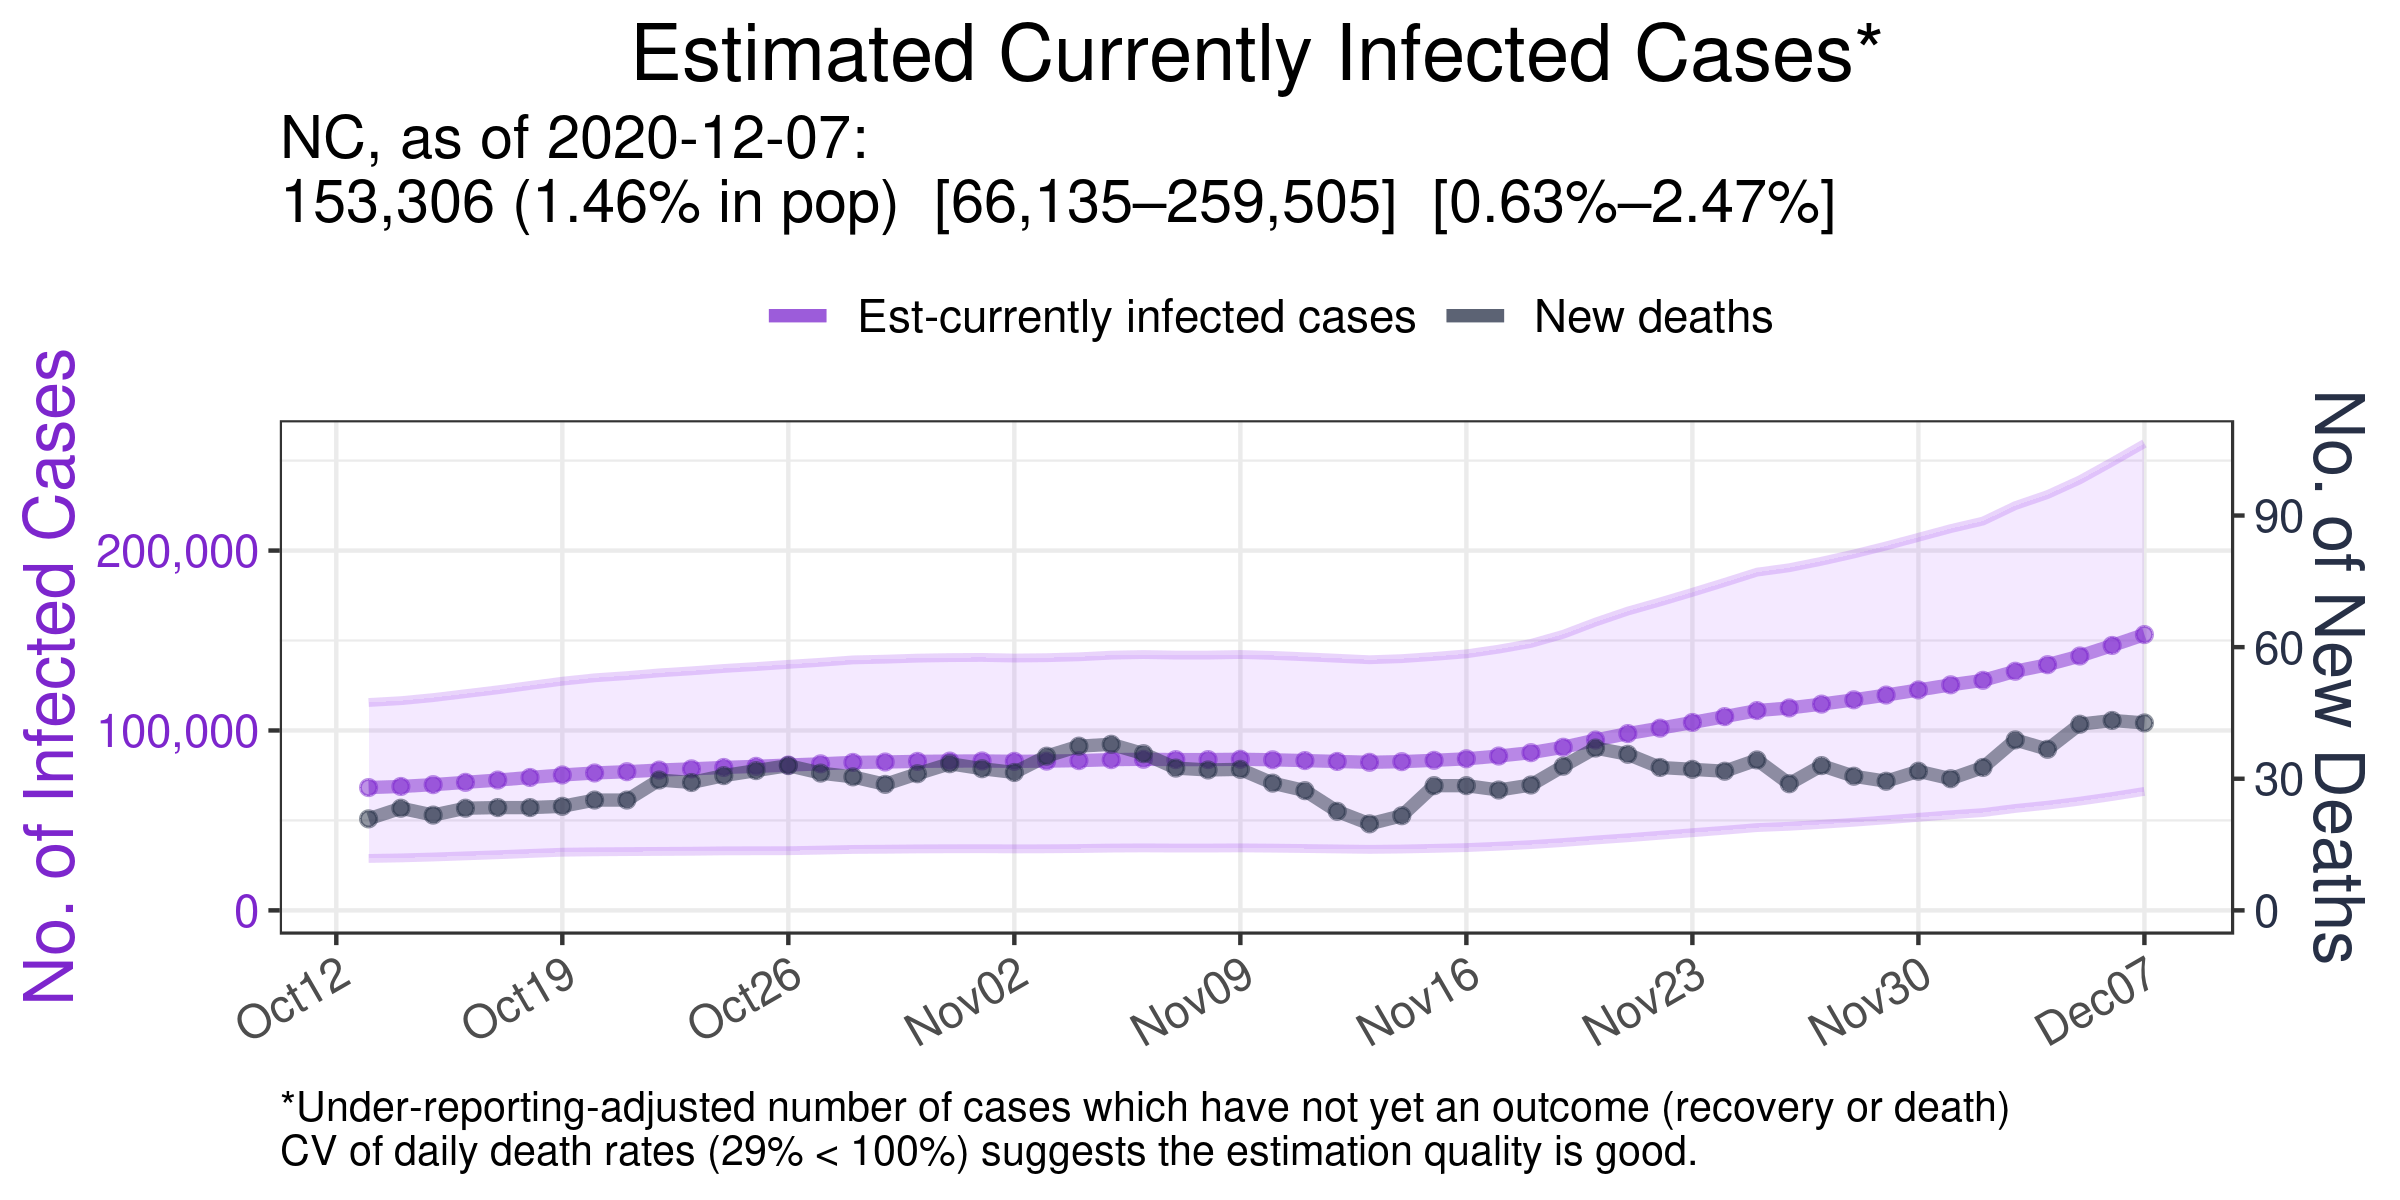 Estimated Currently Infected Cases*
NC, as of 2020-12-07:
153,306 (1.46% in pop)  [66,135–259,505]  [0.63%–2.47%]
Est-currently infected cases
New deaths
No. of Infected Cases
200,000
100,000
0
No. of New Deaths
90
60
30
0
Oct12
Oct19
Oct26
Nov02
Nov09
Nov16
Nov23
Nov30
Dec07
*Under-reporting-adjusted number of cases which have not yet an outcome (recovery or death)
CV of daily death rates (29% < 100%) suggests the estimation quality is good.